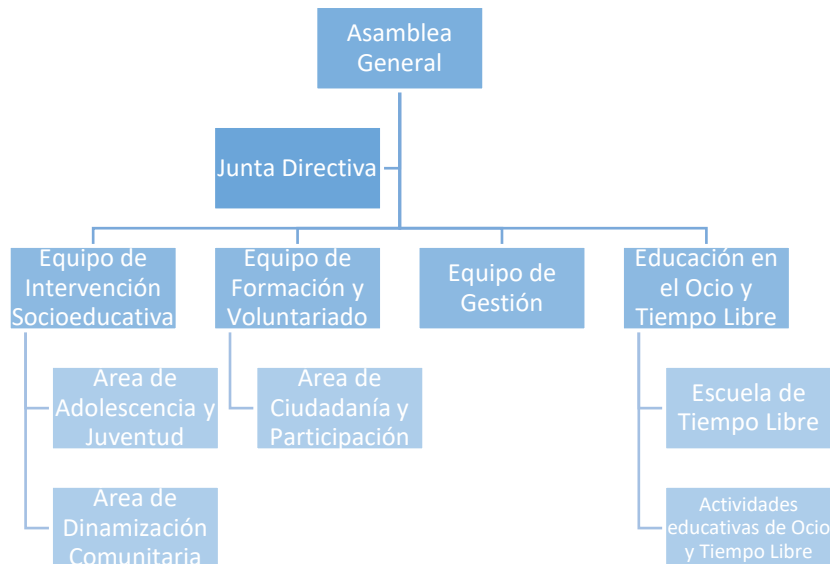 Asamblea
General
Junta Directiva
Equipo de
Intervención
Socioeducativa
Equipo de
Formación y
Voluntariado
Equipo de
Gestión
Educación en
el Ocio y
Tiempo Libre
Area de
Adolescencia y
Juventud
Area de
Ciudadanía y
Participación
Escuela de
Tiempo Libre
Area de
Dinamización
Comunitaria
Actividades
educativas de Ocio
y Tiempo Libre